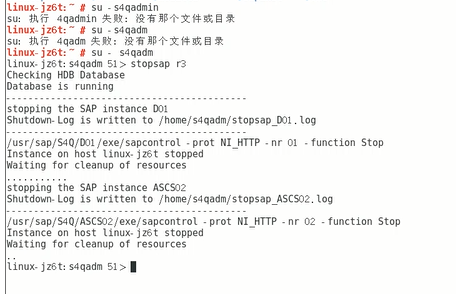 linux-jz6t:~ # su -s4qadmin
su: 执行 4qadmin 失败：没有那个文件或目录
linux-jz6t:~ # su -s4qadm
su: 执行 4qadm 失败：没有那个文件或目录
linux-jz6t:~ # su - s4qadm
linux-jz6t:s4qadm 51> stopsap r3
Checking HDB Database
Database is running
-------------------------------------------
stopping the SAP instance D01
Shutdown-Log is written to /home/s4qadm/stopsap_D01.log
-------------------------------------------
/usr/sap/S4Q/D01/exe/sapcontrol -prot NI_HTTP -nr 01 -function Stop
Instance on host linux-jz6t stopped
Waiting for cleanup of resources
...........
stopping the SAP instance ASCS02
Shutdown-Log is written to /home/s4qadm/stopsap_ASCS02.log
-------------------------------------------
/usr/sap/S4Q/ASCS02/exe/sapcontrol -prot NI_HTTP -nr 02 -function Stop
Instance on host linux-jz6t stopped
Waiting for cleanup of resources
..
linux-jz6t:s4qadm 51>